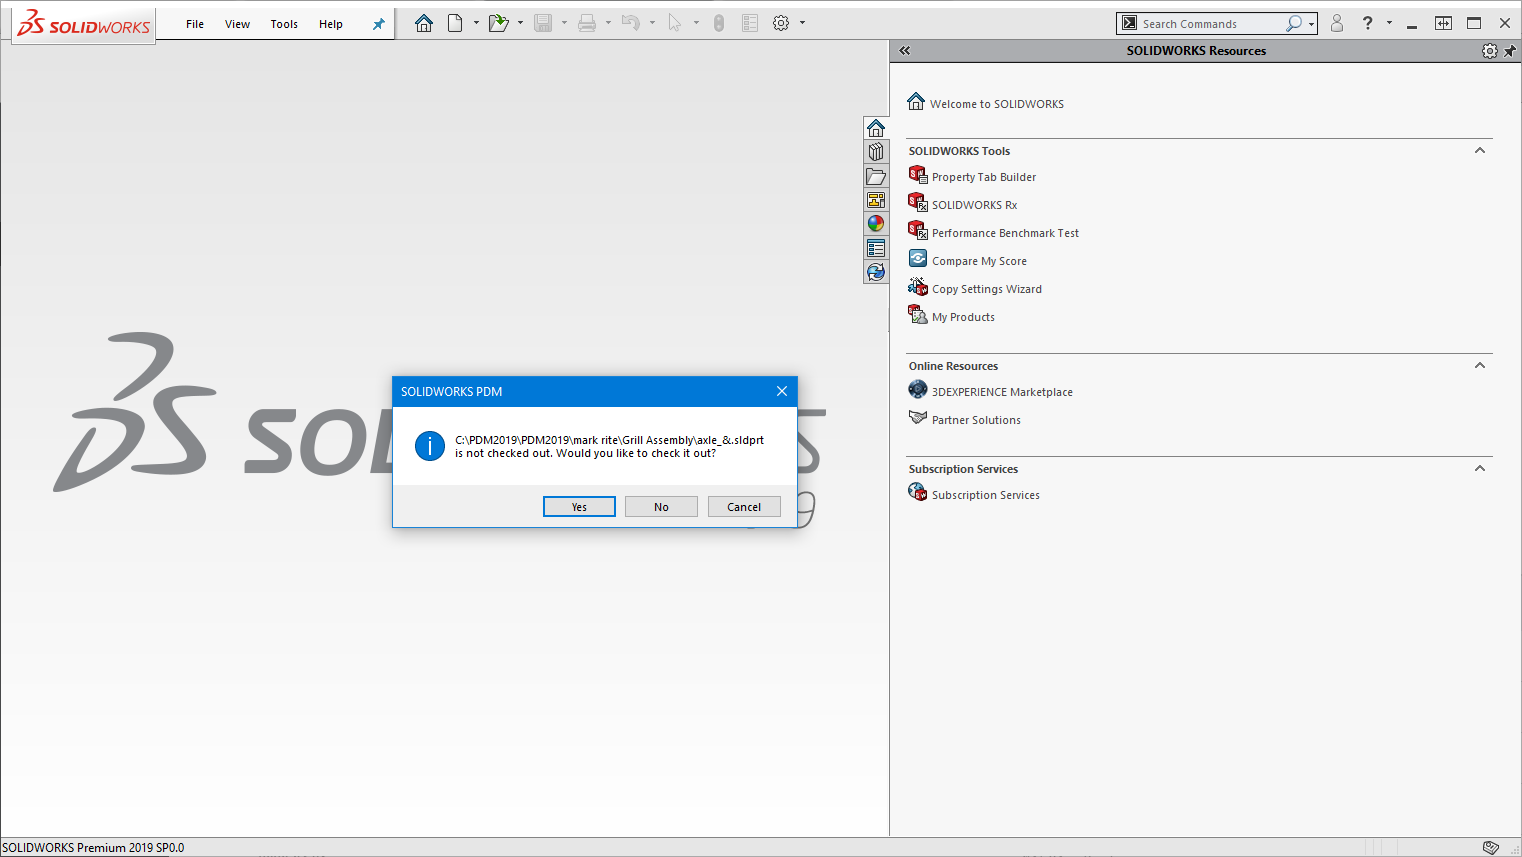 SOLIDWORKS
File View Tools Help
Search Commands
?
SOLIDWORKS Resources
Welcome to SOLIDWORKS
SOLIDWORKS Tools
Property Tab Builder
SOLIDWORKS Rx
Performance Benchmark Test
Compare My Score
Copy Settings Wizard
My Products
Online Resources
3DEXPERIENCE Marketplace
Partner Solutions
Subscription Services
Subscription Services
SOLIDWORKS PDM
C:\PDM2019\PDM2019\mark rite\Grill Assembly\axle_&.sldprt
is not checked out. Would you like to check it out?
Yes No Cancel
SOLIDWORKS Premium 2019 SP0.0